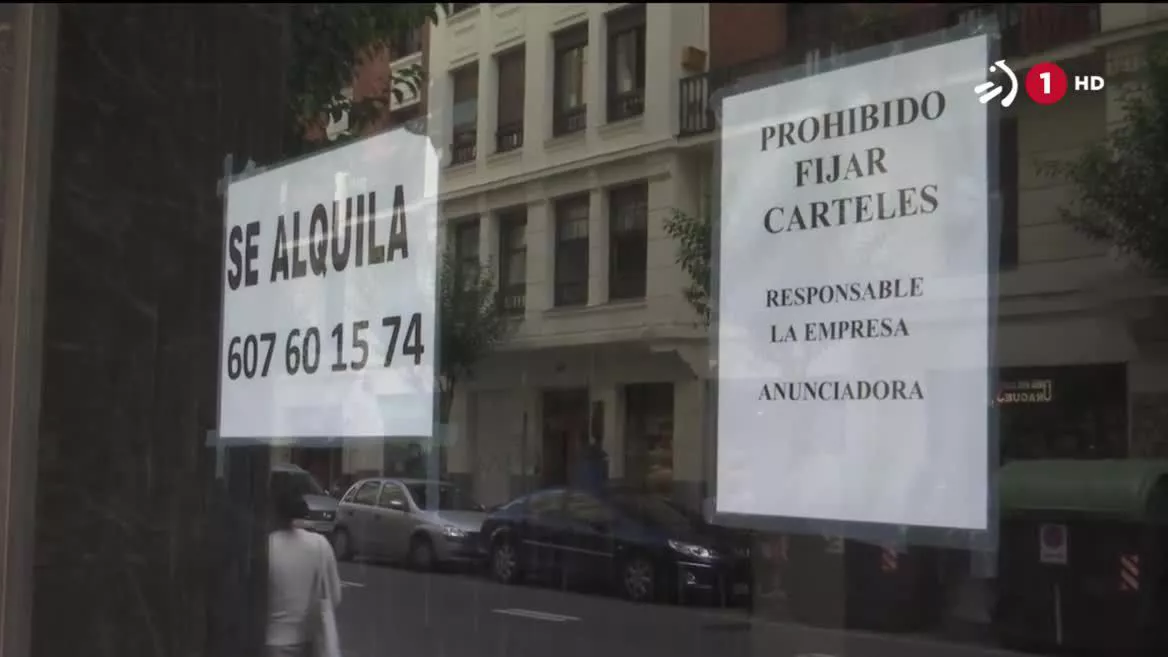 SE ALQUILA
607 60 15 74
PROHIBIDO
FIJAR
CARTELES
RESPONSABLE
LA EMPRESA
ANUNCIADORA
1 HD